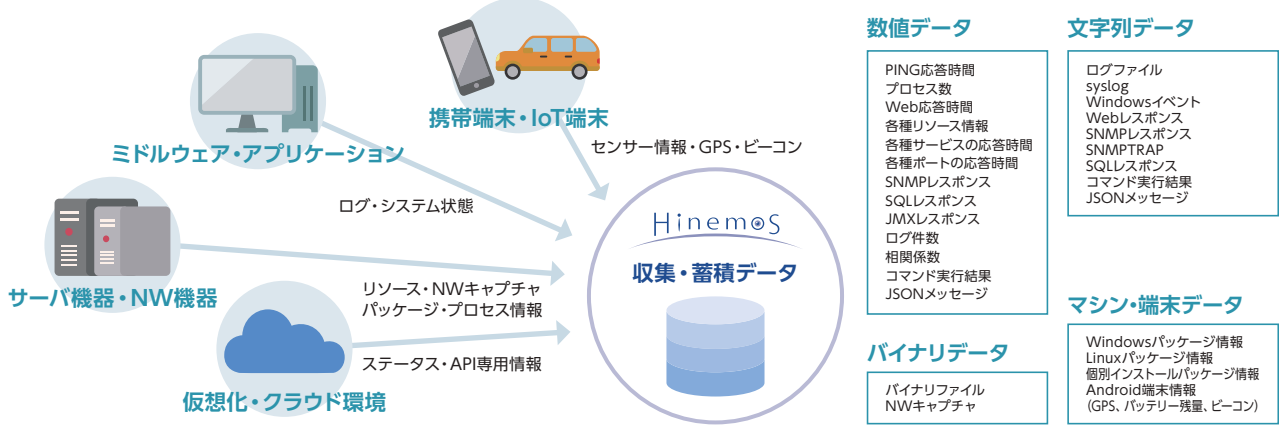 携帯端末・IoT端末
センサー情報・GPS・ビーコン
ミドルウェア・アプリケーション
ログ・システム状態
サーバ機器・NW機器
リソース・NWキャプチャ
パッケージ・プロセス情報
仮想化・クラウド環境
ステータス・API専用情報
Hinemos
収集・蓄積データ
数値データ
PING応答時間
プロセス数
Web応答時間
各種リソース情報
各種サービスの応答時間
各種ポートの応答時間
SNMPレスポンス
SQLレスポンス
JMXレスポンス
ログ件数
相関係数
コマンド実行結果
JSONメッセージ
文字列データ
ログファイル
syslog
Windowsイベント
Webレスポンス
SNMPレスポンス
SNMPTRAP
SQLレスポンス
コマンド実行結果
JSONメッセージ
バイナリデータ
バイナリファイル
NWキャプチャ
マシン・端末データ
Windowsパッケージ情報
Linuxパッケージ情報
個別インストールパッケージ情報
Android端末情報
(GPS、バッテリー残量、ビーコン)